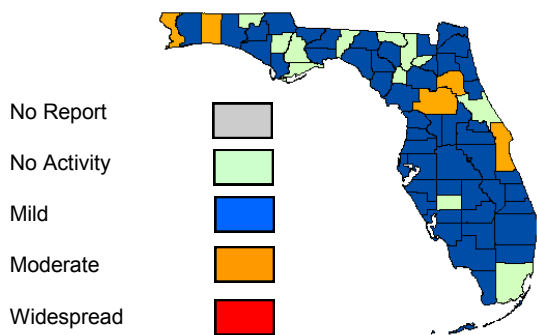 No Report
No Activity
Mild
Moderate
Widespread